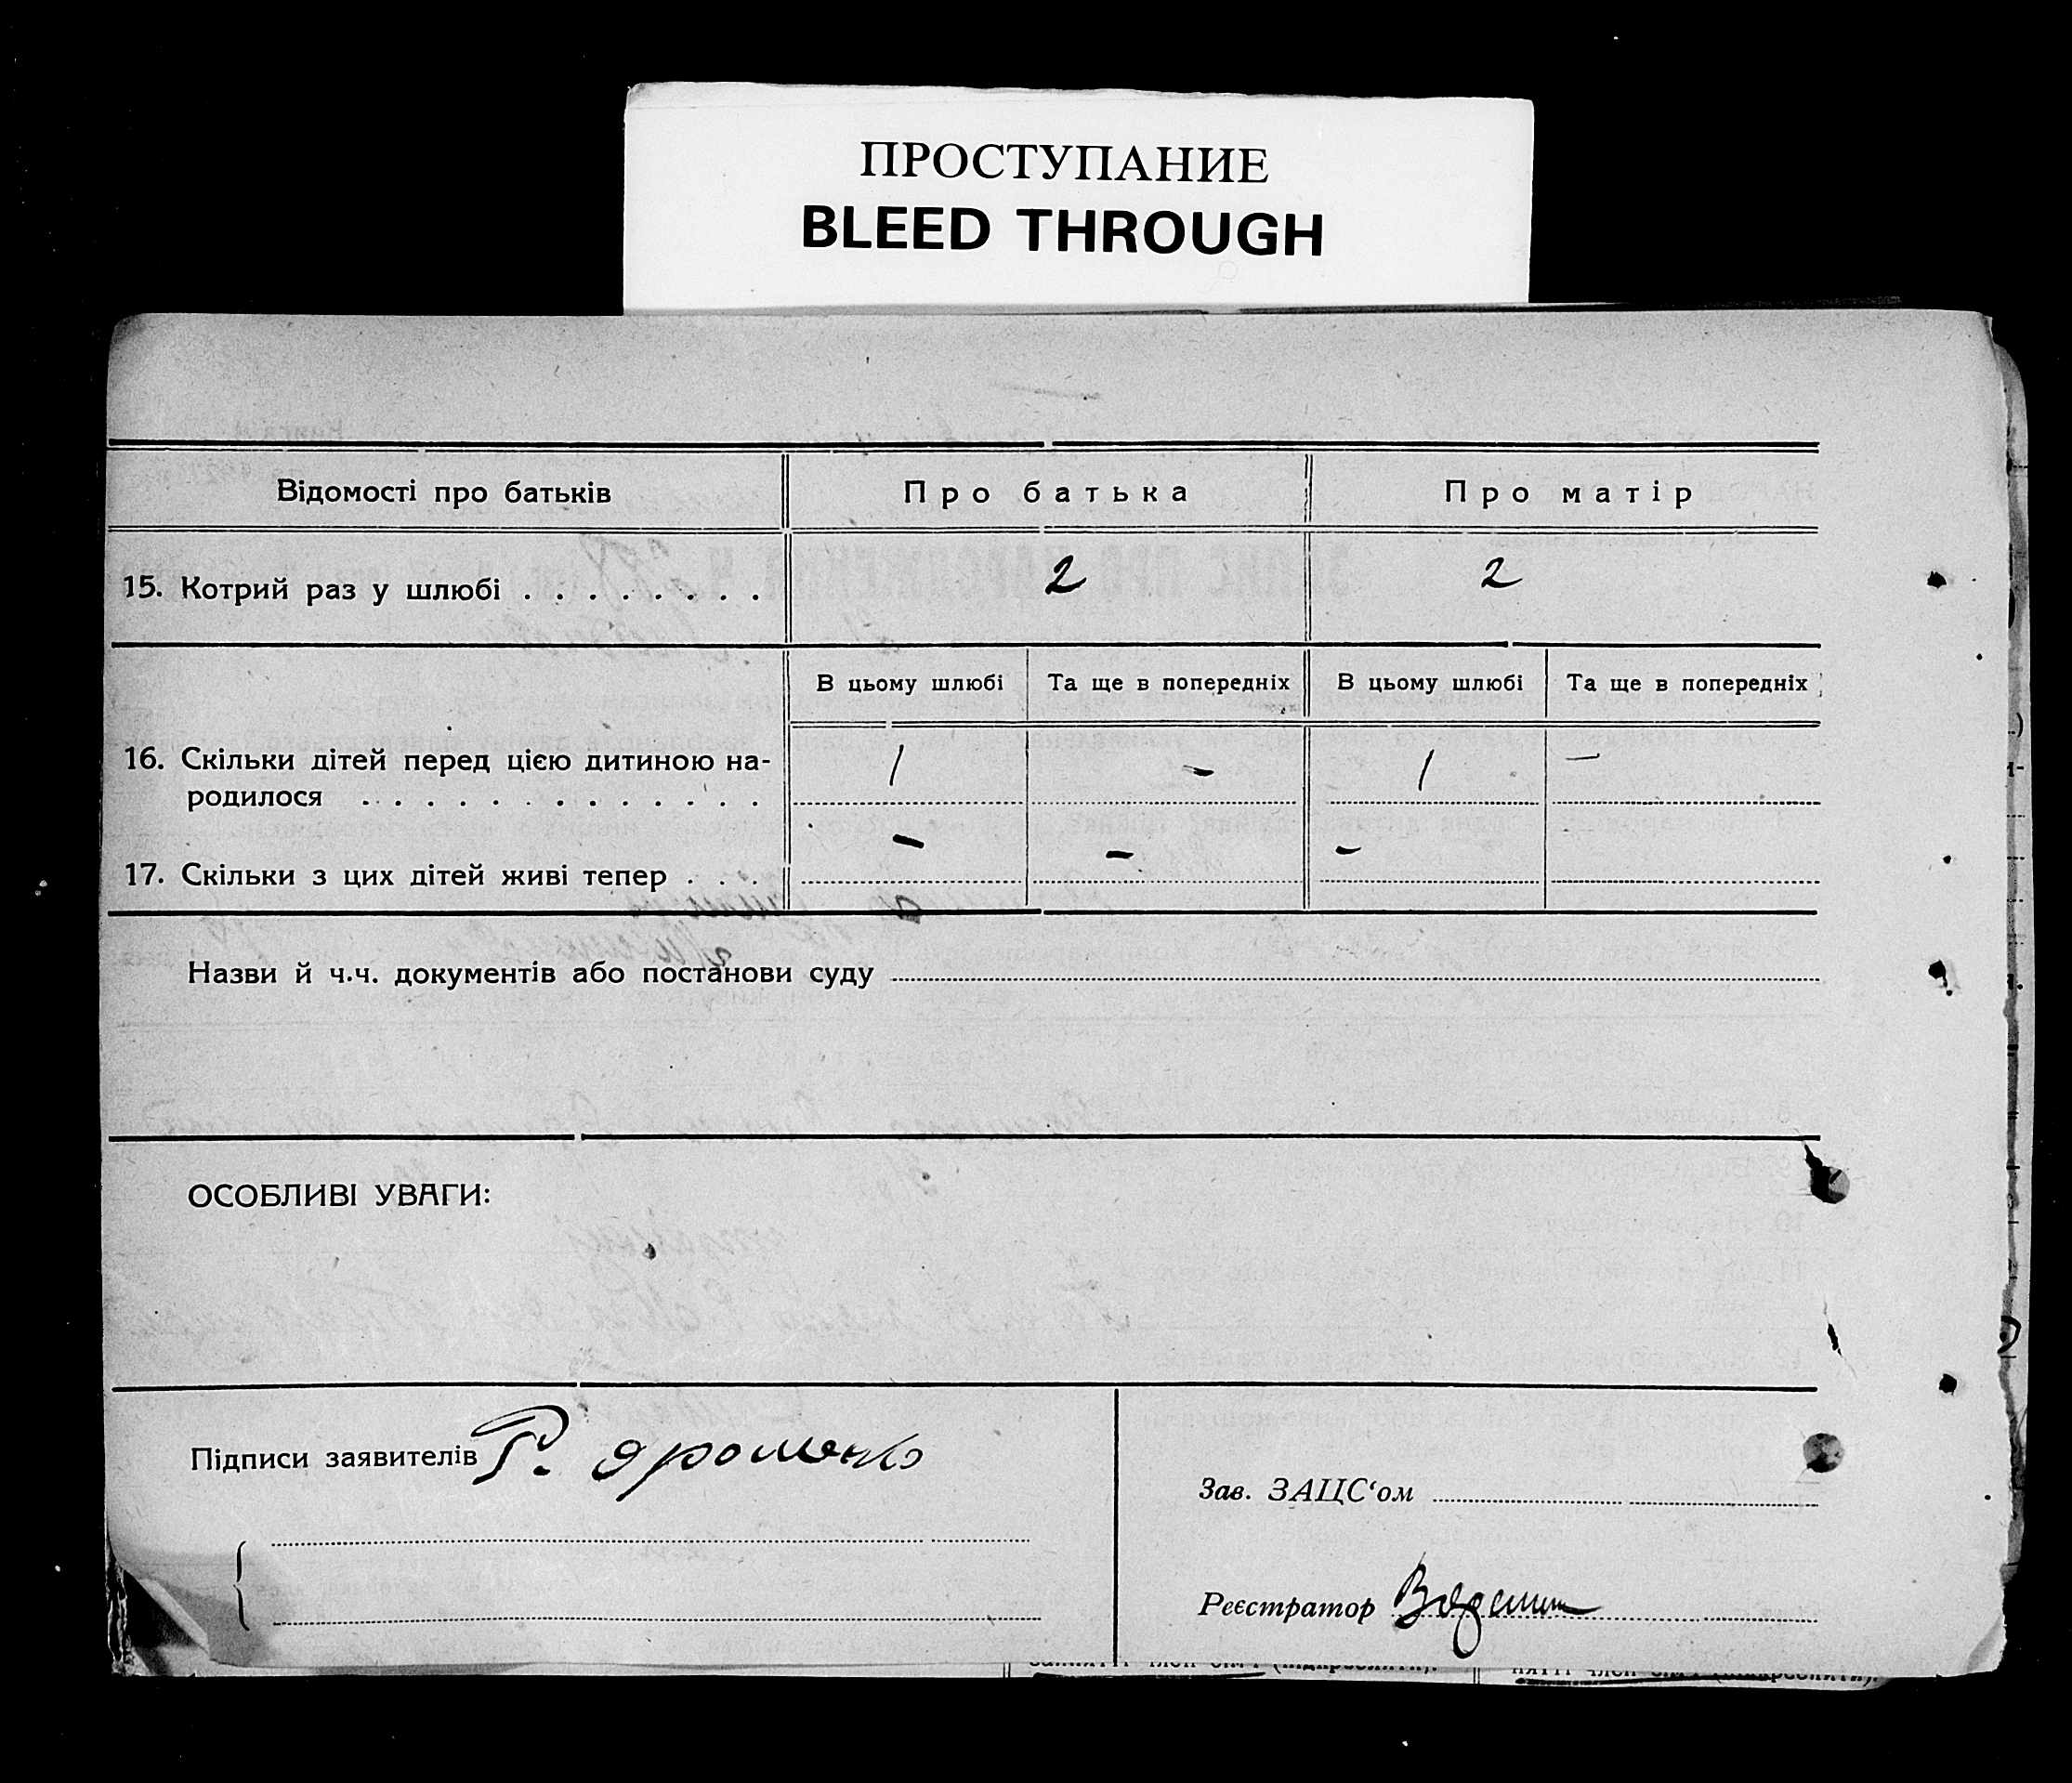 ПРОСТУПАНИЕ
BLEED THROUGH
Відомості про батьків
Про батька
Про матір
15. Котрий раз у шлюбі . . . . . . . .
2
2
В цьому шлюбі
Та ще в попередніх
В цьому шлюбі
Та ще в попередніх
16. Скільки дітей перед цією дитиною на-
родилося . . . . . . . . . . . . .
1
-
1
-
17. Скільки з цих дітей живі тепер . . .
-
-
-
Назви й ч.ч. документів або постанови суду
ОСОБЛИВІ УВАГИ:
Підписи заявителів Р.
Зав. ЗАЦС‘ом
Реєстратор